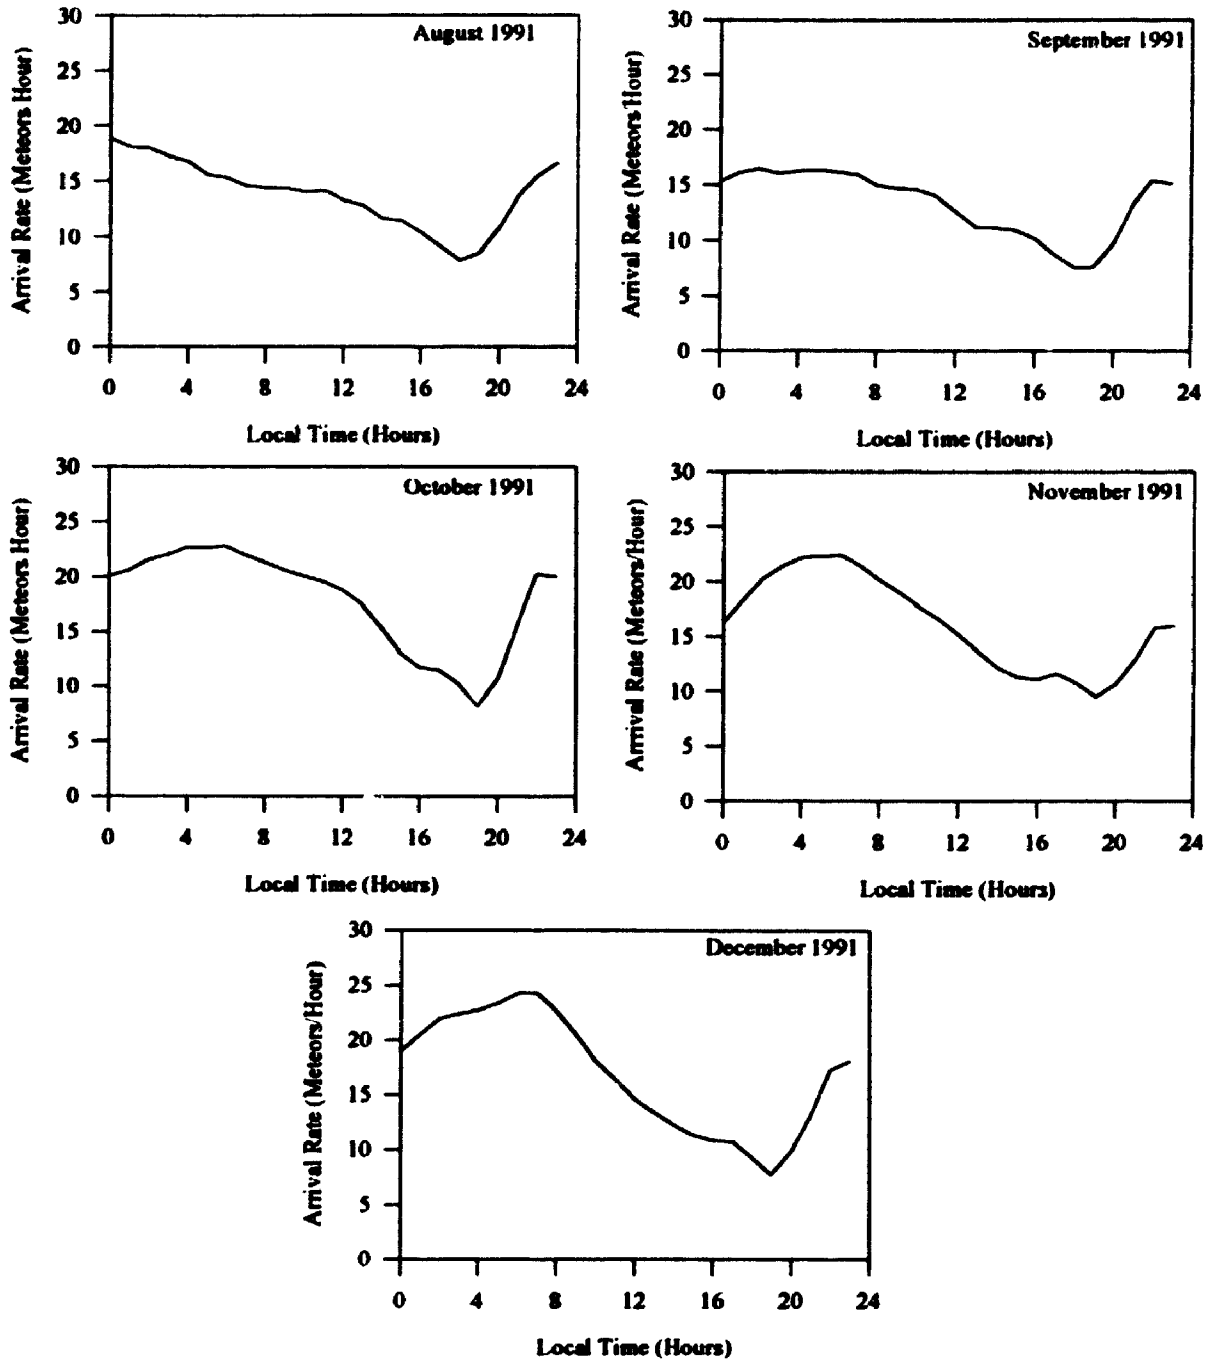 August 1991
Arrival Rate (Meteors Hour)
30
25
20
15
10
5
0
0 4 8 12 16 20 24
Local Time (Hours)
September 1991
Arrival Rate (Meteors/Hour)
30
25
20
15
10
5
0
0 4 8 12 16 20 24
Local Time (Hours)
October 1991
Arrival Rate (Meteors Hour)
30
25
20
15
10
5
0
0 4 8 12 16 20 24
Local Time (Hours)
November 1991
Arrival Rate (Meteors/Hour)
30
25
20
15
10
5
0
0 4 8 12 16 20 24
Local Time (Hours)
December 1991
Arrival Rate (Meteors/Hour)
30
25
20
15
10
5
0
0 4 8 12 16 20 24
Local Time (Hours)